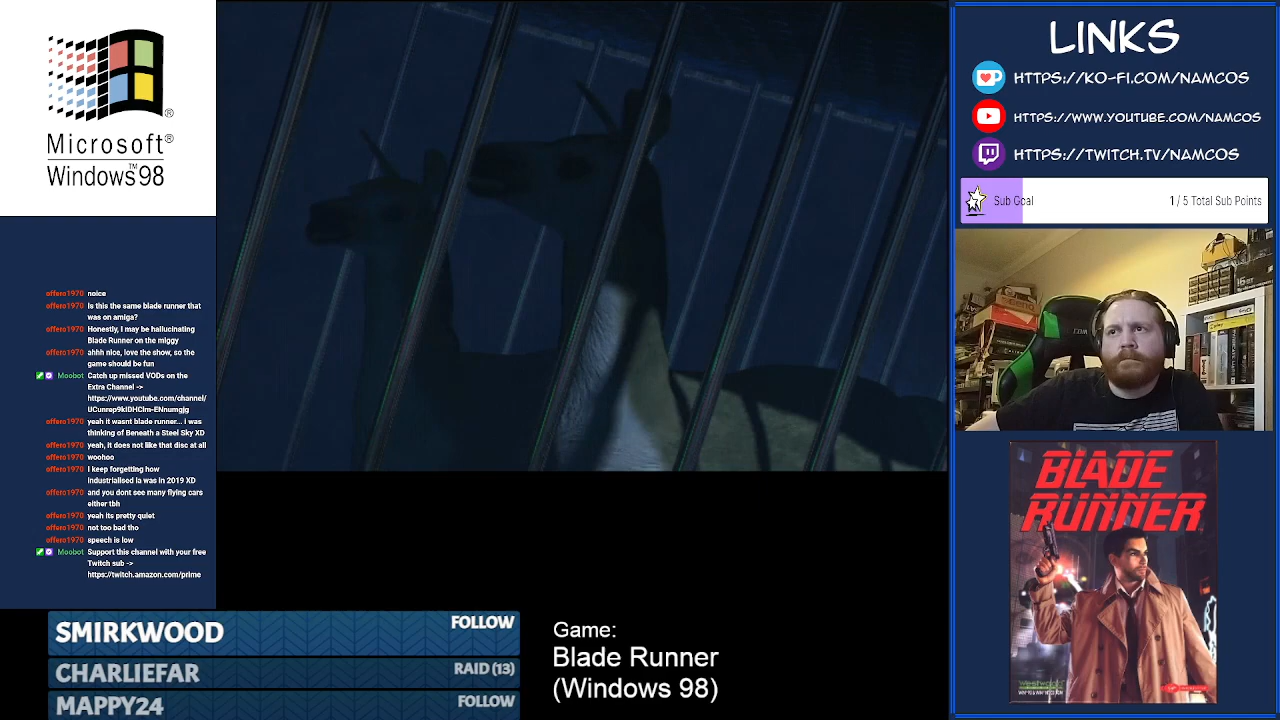 Microsoft®
Windows™98
offero1970 noice
offero1970 Is this the same blade runner that
was on amiga?
offero1970 Honestly, I may be hallucinating
Blade Runner on the miggy
offero1970 ahhh nice, love the show, so the
game should be fun
Moobot Catch up missed VODs on the
Extra Channel ->
https://www.youtube.com/channel/
offero1970 yeah it wasnt blade runner... I was
thinking of Beneath a Steel Sky XD
offero1970 yeah, it does not like that disc at all
offero1970 woohoo
offero1970 I keep forgetting how
industrialised la was in 2019 XD
offero1970 and you dont see many flying cars
either tbh
offero1970 yeah its pretty quiet
offero1970 not too bad tho
offero1970 speech is low
Moobot Support this channel with your free
Twitch sub ->
https://twitch.amazon.com/prime
SMIRKWOOD FOLLOW
CHARLIEFAR RAID (13)
MAPPY24 FOLLOW
Game:
Blade Runner
(Windows 98)
LINKS
HTTPS://KO-FI.COM/NAMCOS
HTTPS://WWW.YOUTUBE.COM/NAMCOS
HTTPS://TWITCH.TV/NAMCOS
Sub Goal 1 / 5 Total Sub Points
BLADE
RUNNER
Westwood